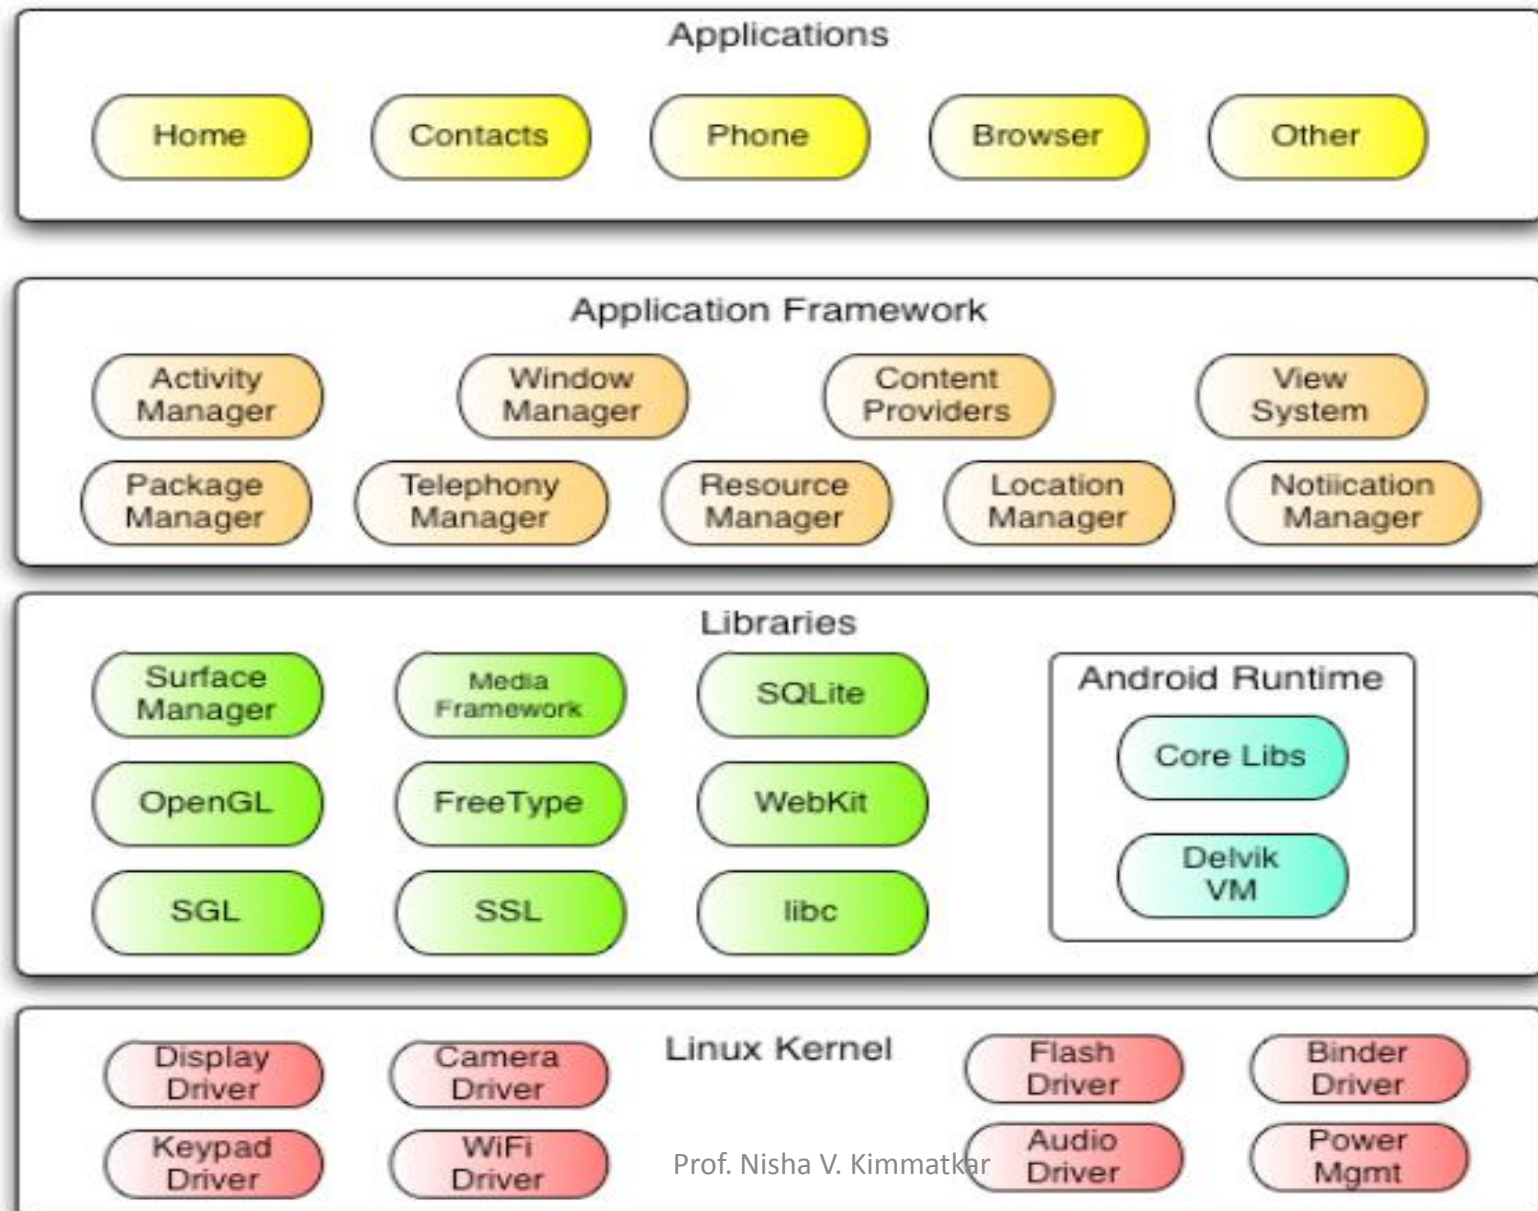 Applications
Home
Contacts
Phone
Browser
Other
Application Framework
Activity
Manager
Window
Manager
Content
Providers
View
System
Package
Manager
Telephony
Manager
Resource
Manager
Location
Manager
Notiication
Manager
Libraries
Surface
Manager
Media
Framework
SQLite
OpenGL
FreeType
WebKit
SGL
SSL
libc
Android Runtime
Core Libs
Delvik
VM
Linux Kernel
Display
Driver
Camera
Driver
Flash
Driver
Binder
Driver
Keypad
Driver
WiFi
Driver
Prof. Nisha V. Kimmatkar
Audio
Driver
Power
Mgmt